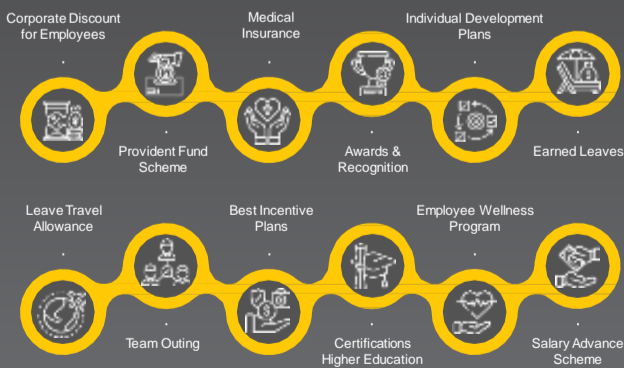 Corporate Discount
for Employees
Provident Fund
Scheme
Medical
Insurance
Awards &
Recognition
Individual Development
Plans
Earned Leaves
Leave Travel
Allowance
Team Outing
Best Incentive
Plans
Certifications
Higher Education
Employee Wellness
Program
Salary Advance
Scheme